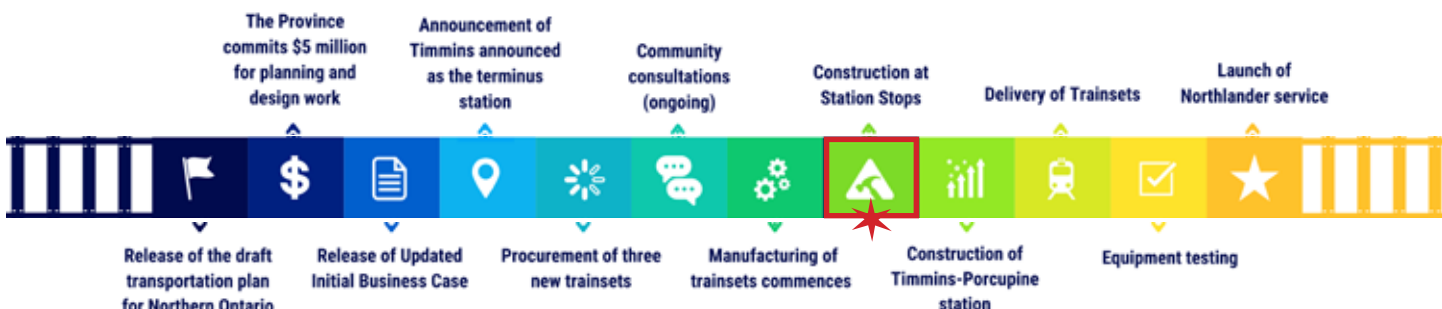 The Province
commits $5 million
for planning and
design work
Announcement of
Timmins announced
as the terminus
station
Community
consultations
(ongoing)
Construction at
Station Stops
Delivery of Trainsets
Launch of
Northlander service
$
Release of the draft
transportation plan
for Northern Ontario
Release of Updated
Initial Business Case
Procurement of three
new trainsets
Manufacturing of
trainsets commences
Construction of
Timmins-Porcupine
station
Equipment testing